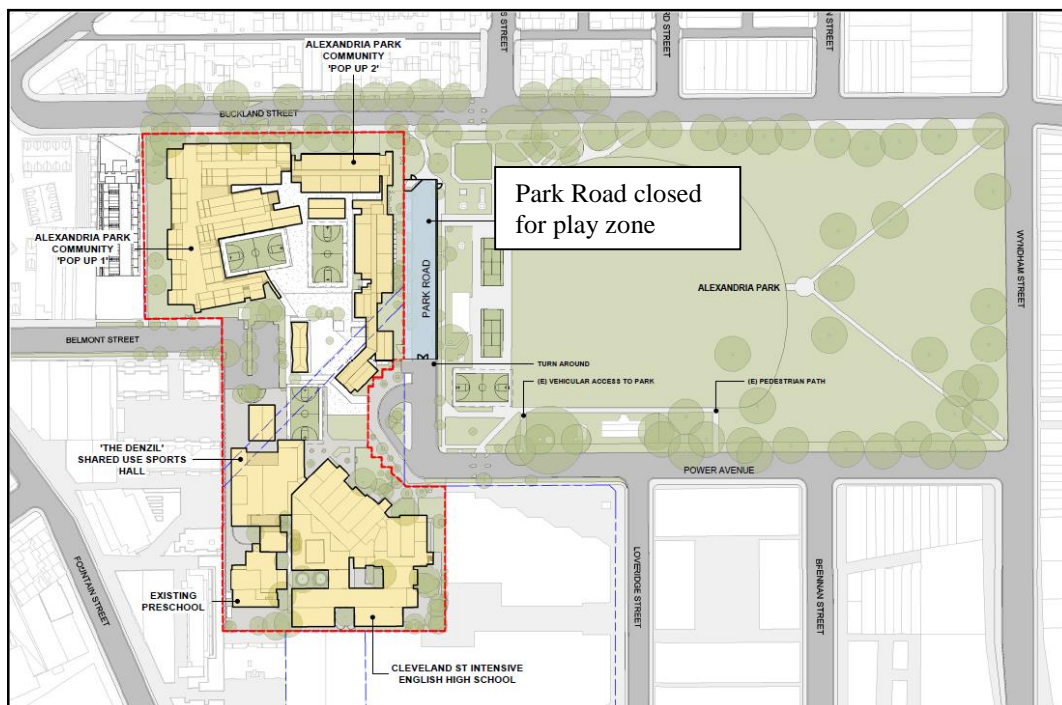 ALEXANDRIA PARK
COMMUNITY
'POP UP 2'
BUCKLAND STREET
Park Road closed
for play zone
ALEXANDRIA PARK
COMMUNITY
'POP UP 1'
PARK ROAD
ALEXANDRIA PARK
WYNDHAM STREET
BELMONT STREET
TURN AROUND
(E) VEHICULAR ACCESS TO PARK
(E) PEDESTRIAN PATH
'THE DENZIL'
SHARED USE SPORTS
HALL
POWER AVENUE
FOUNTAIN STREET
LOVERIDGE STREET
BRENNAN STREET
EXISTING
PRESCHOOL
CLEVELAND ST INTENSIVE
ENGLISH HIGH SCHOOL